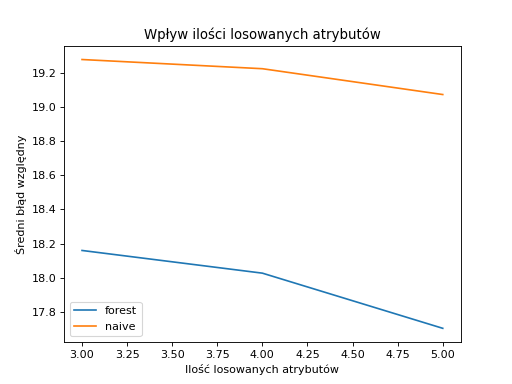 Wpływ ilości losowanych atrybutów
Średni błąd względny
19.2
19.0
18.8
18.6
18.4
18.2
18.0
17.8
forest
naive
3.00 3.25 3.50 3.75 4.00 4.25 4.50 4.75 5.00
Ilość losowanych atrybutów